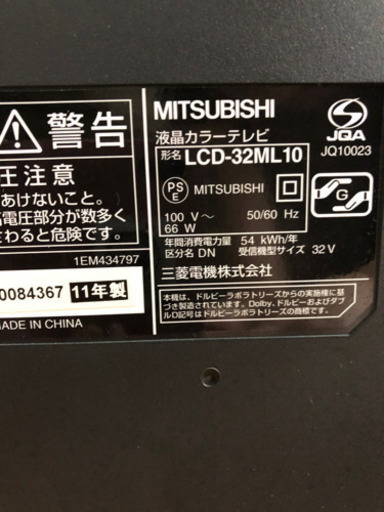 警告
圧注意
あけないこと。
高電圧部分が数多く
さわると危険です。
1EM434797
0084367 11年製
MADE IN CHINA
MITSUBISHI
液晶カラーテレビ
形名 LCD-32ML10
PS
E
MITSUBISHI
100 V～ 50/60 Hz
66 W
年間消費電力量 54 kWh/年
区分名 DN 受信機型サイズ 32V
三菱電機株式会社
本機は、ドルビーラボラトリーズからの実施権に基
づき製造されています。Dolby、ドルビーおよびダブ
ルD記号はドルビーラボラトリーズの商標です。
JQA
JQ10023
G